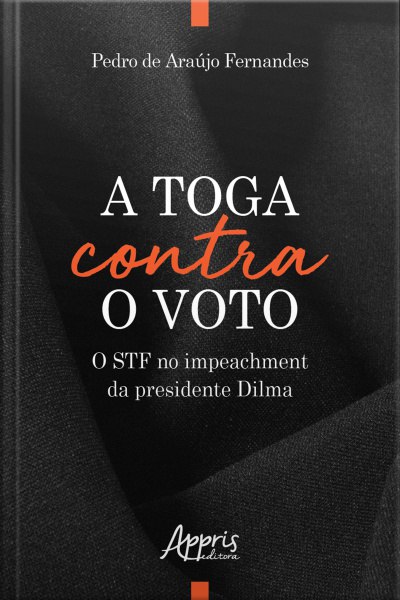 Pedro de Araújo Fernandes
A TOGA
contra
O VOTO
O STF no impeachment
da presidente Dilma
Appris
editora